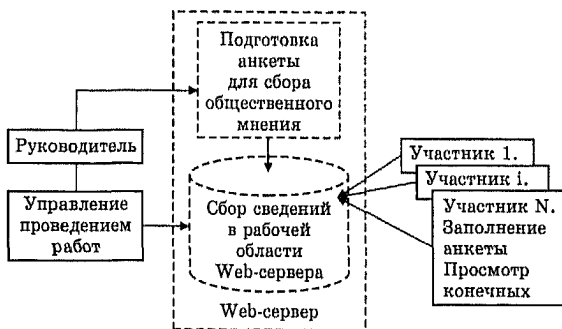 Подготовка
анкеты
для сбора
общественного
мнения
Руководитель
Управление
проведением
работ
Сбор сведений
в рабочей
области
Web-сервера
Web-сервер
Участник 1.
Участник i.
Участник N.
Заполнение
анкеты
Просмотр
конечных